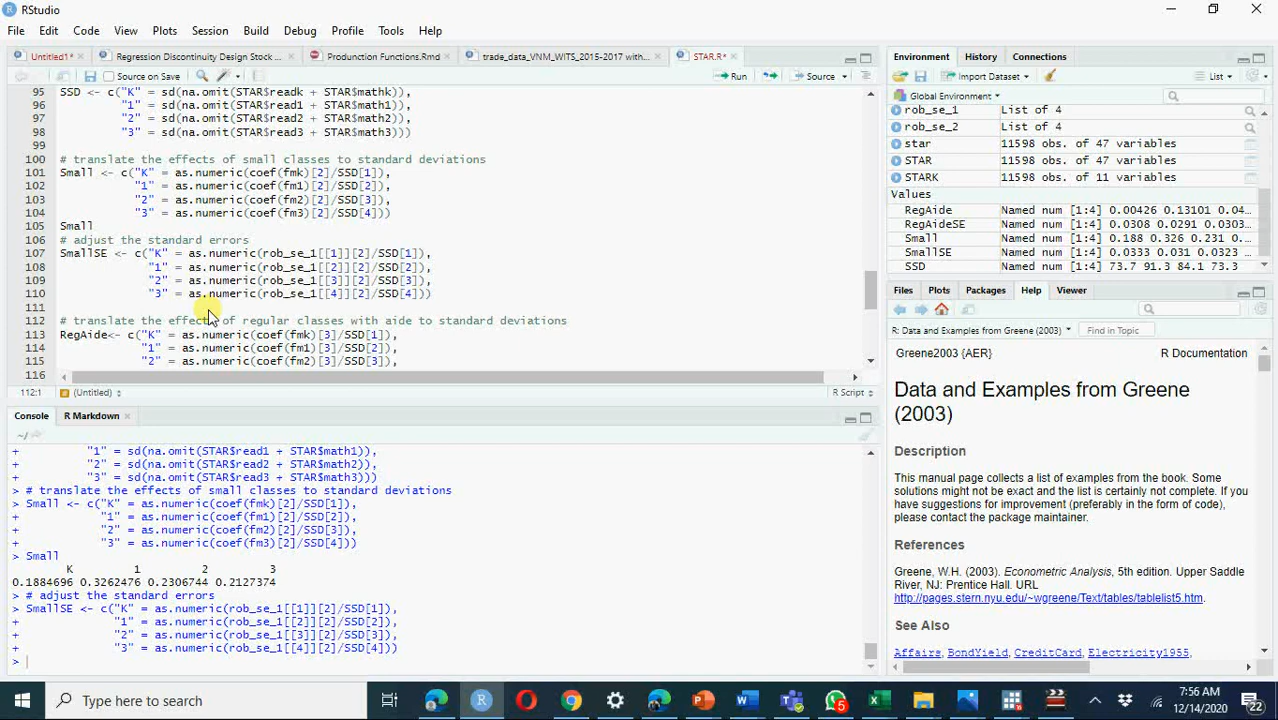 RStudio
File Edit Code View Plots Session Build Debug Profile Tools Help
Untitled1* Regression Discontinuity Design Stock ... Production Functions.Rmd trade_data_VNM_WITS_2015-2017 with... STAR.R*
Source on Save Run Source
95 SSD <- c("K" = sd(na.omit(STAR$readk + STAR$mathk)),
96 "1" = sd(na.omit(STAR$read1 + STAR$math1)),
97 "2" = sd(na.omit(STAR$read2 + STAR$math2)),
98 "3" = sd(na.omit(STAR$read3 + STAR$math3)))
99
100 # translate the effects of small classes to standard deviations
101 Small <- c("K" = as.numeric(coef(fmk)[2]/SSD[1]),
102 "1" = as.numeric(coef(fm1)[2]/SSD[2]),
103 "2" = as.numeric(coef(fm2)[2]/SSD[3]),
104 "3" = as.numeric(coef(fm3)[2]/SSD[4]))
105 Small
106 # adjust the standard errors
107 SmallSE <- c("K" = as.numeric(rob_se_1[[1]][2]/SSD[1]),
108 "1" = as.numeric(rob_se_1[[2]][2]/SSD[2]),
109 "2" = as.numeric(rob_se_1[[3]][2]/SSD[3]),
110 "3" = as.numeric(rob_se_1[[4]][2]/SSD[4]))
111
112 # translate the effects of regular classes with aide to standard deviations
113 RegAide<- c("K" = as.numeric(coef(fmk)[3]/SSD[1]),
114 "1" = as.numeric(coef(fm1)[3]/SSD[2]),
115 "2" = as.numeric(coef(fm2)[3]/SSD[3]),
116
112:1 (Untitled) R Script
Console R Markdown
~/
+ "1" = sd(na.omit(STAR$read1 + STAR$math1)),
+ "2" = sd(na.omit(STAR$read2 + STAR$math2)),
+ "3" = sd(na.omit(STAR$read3 + STAR$math3)))
> # translate the effects of small classes to standard deviations
> Small <- c("K" = as.numeric(coef(fmk)[2]/SSD[1]),
+ "1" = as.numeric(coef(fm1)[2]/SSD[2]),
+ "2" = as.numeric(coef(fm2)[2]/SSD[3]),
+ "3" = as.numeric(coef(fm3)[2]/SSD[4]))
> Small
K 1 2 3
0.1884696 0.3262476 0.2306744 0.2127374
> # adjust the standard errors
> SmallSE <- c("K" = as.numeric(rob_se_1[[1]][2]/SSD[1]),
+ "1" = as.numeric(rob_se_1[[2]][2]/SSD[2]),
+ "2" = as.numeric(rob_se_1[[3]][2]/SSD[3]),
+ "3" = as.numeric(rob_se_1[[4]][2]/SSD[4]))
>
Environment History Connections
Import Dataset List
Global Environment
rob_se_1 List of 4
rob_se_2 List of 4
star 11598 obs. of 47 variables
STAR 11598 obs. of 47 variables
STARK 11598 obs. of 11 variables
Values
RegAide Named num [1:4] 0.00426 0.13101 0.04...
RegAideSE Named num [1:4] 0.0308 0.0291 0.0303...
Small Named num [1:4] 0.188 0.326 0.231 0.213
SmallSE Named num [1:4] 0.0333 0.031 0.0323 ...
SSD Named num [1:4] 73.7 91.3 84.1 73.3
Files Plots Packages Help Viewer
R: Data and Examples from Greene (2003) Find in Topic
Greene2003 {AER} R Documentation
Data and Examples from Greene
(2003)
Description
This manual page collects a list of examples from the book. Some
solutions might not be exact and the list is certainly not complete. If you
have suggestions for improvement (preferably in the form of code),
please contact the package maintainer.
References
Greene, W.H. (2003). Econometric Analysis, 5th edition. Upper Saddle
River, NJ: Prentice Hall. URL
http://pages.stern.nyu.edu/~wgreene/Text/tables/tablelist5.htm.
See Also
Affairs, BondYield, CreditCard, Electricity1955,
Type here to search
7:56 AM
12/14/2020
5
22